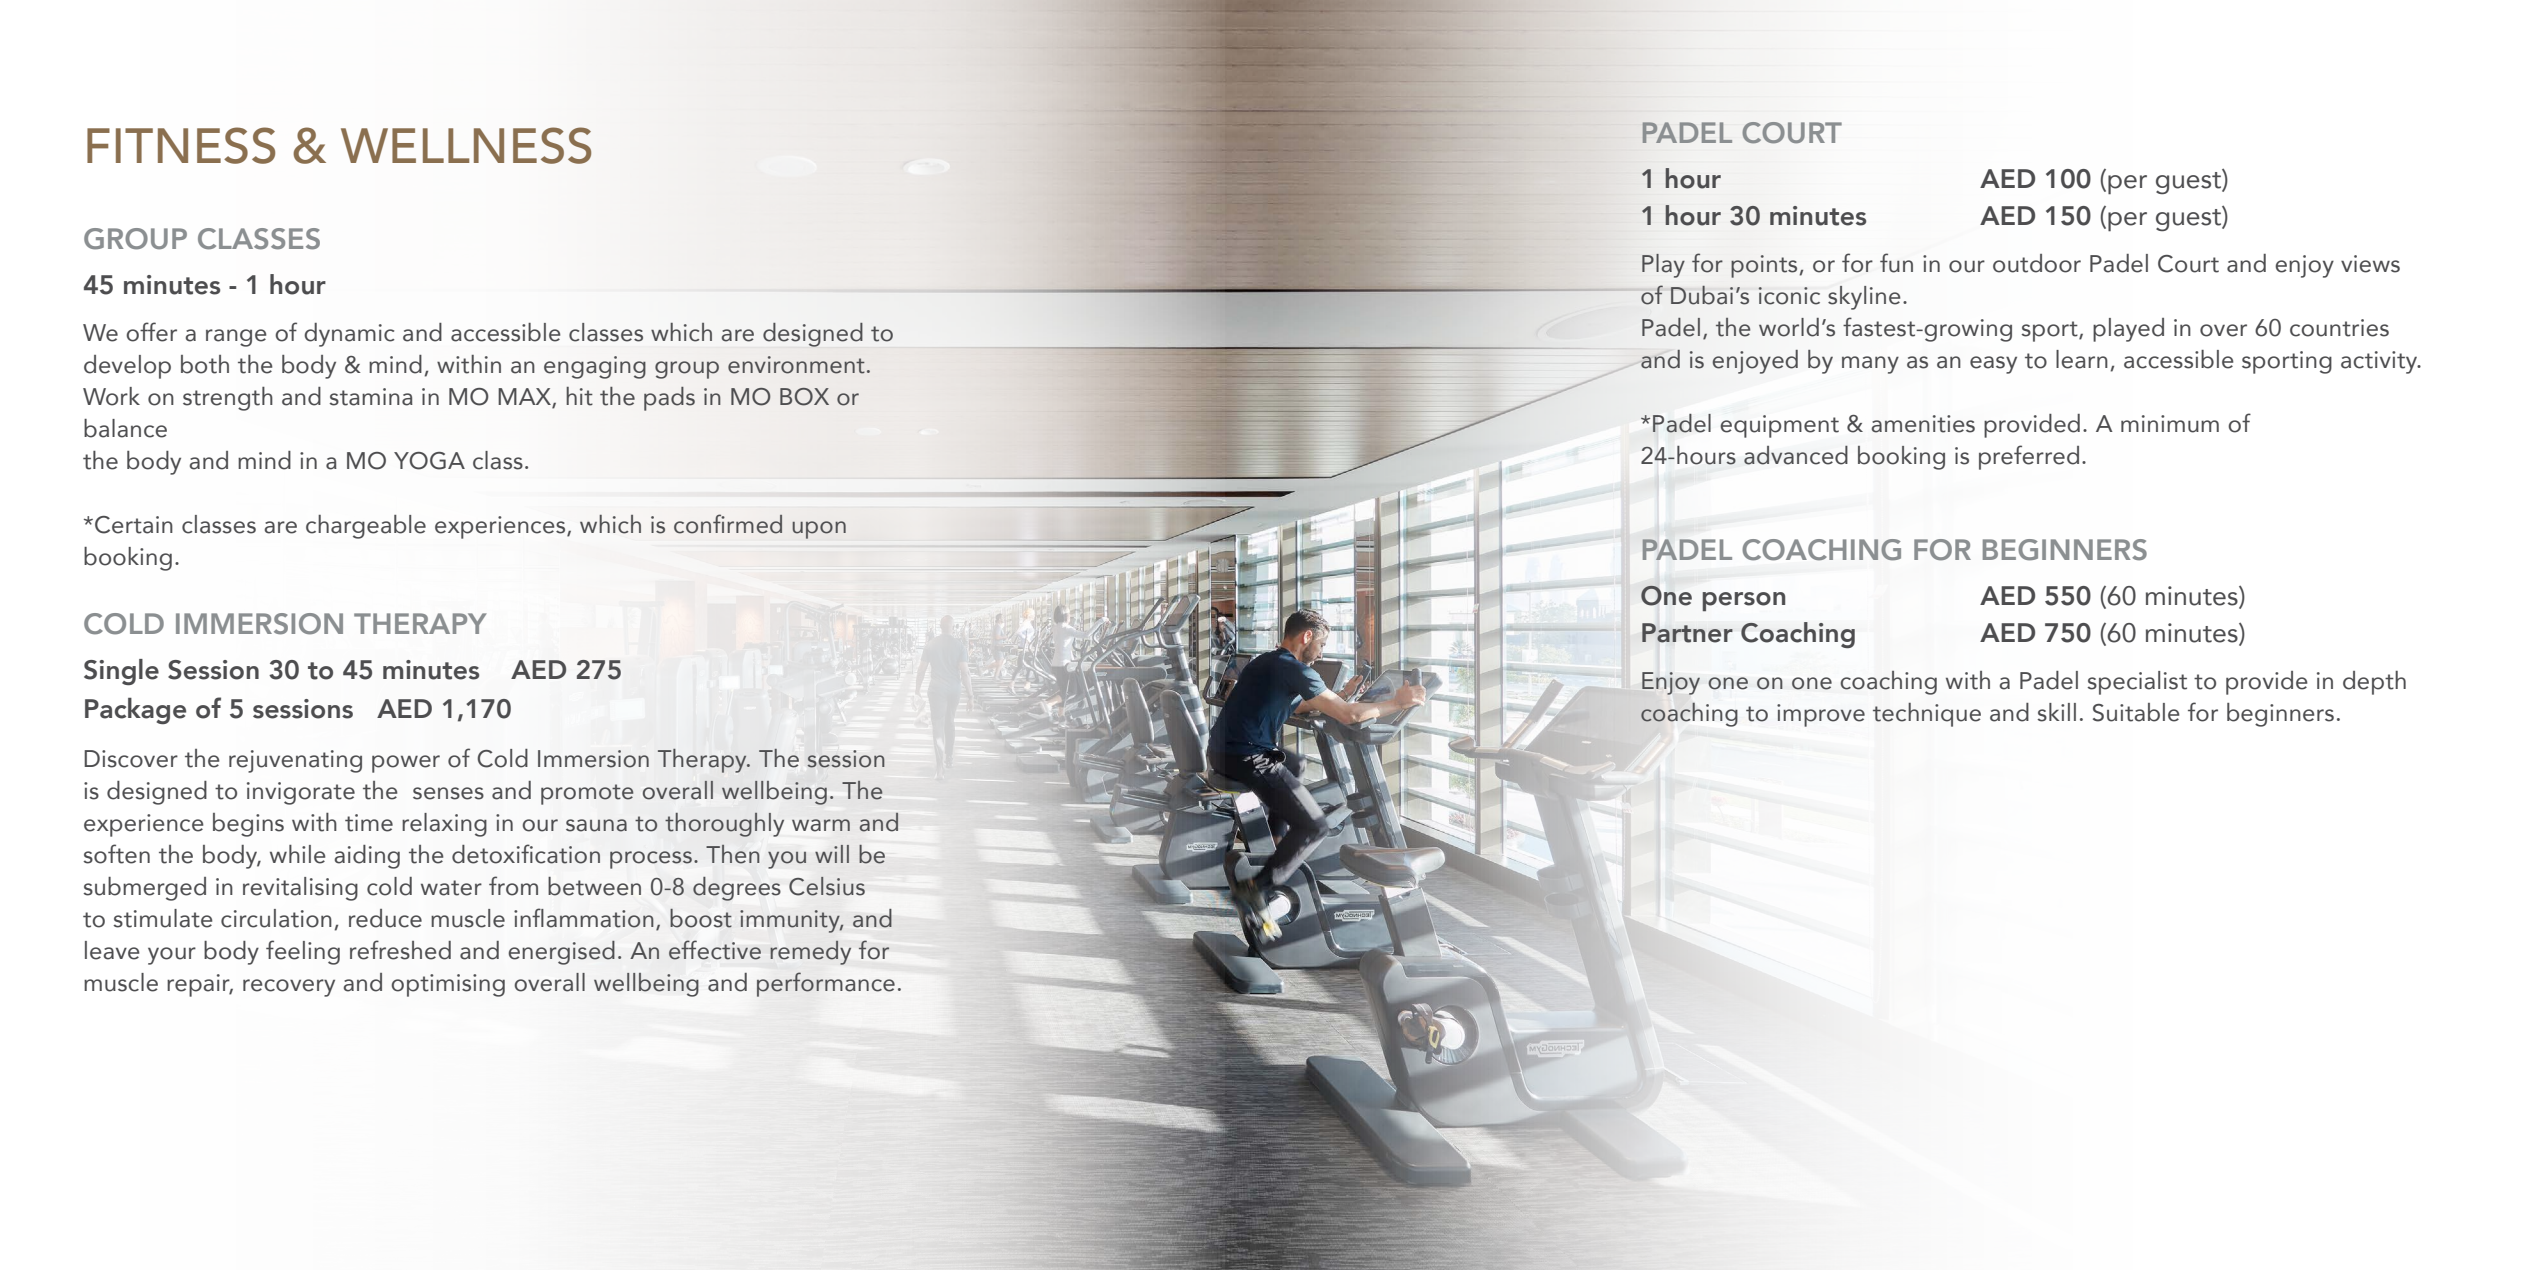 FITNESS & WELLNESS
GROUP CLASSES
45 minutes - 1 hour
We offer a range of dynamic and accessible classes which are designed to
develop both the body & mind, within an engaging group environment.
Work on strength and stamina in MO MAX, hit the pads in MO BOX or
balance
the body and mind in a MO YOGA class.
*Certain classes are chargeable experiences, which is confirmed upon
booking.
COLD IMMERSION THERAPY
Single Session 30 to 45 minutes AED 275
Package of 5 sessions AED 1,170
Discover the rejuvenating power of Cold Immersion Therapy. The session
is designed to invigorate the senses and promote overall wellbeing. The
experience begins with time relaxing in our sauna to thoroughly warm and
soften the body, while aiding the detoxification process. Then you will be
submerged in revitalising cold water from between 0-8 degrees Celsius
to stimulate circulation, reduce muscle inflammation, boost immunity, and
leave your body feeling refreshed and energised. An effective remedy for
muscle repair, recovery and optimising overall wellbeing and performance.
PADEL COURT
1 hour AED 100 (per guest)
1 hour 30 minutes AED 150 (per guest)
Play for points, or for fun in our outdoor Padel Court and enjoy views
of Dubai’s iconic skyline.
Padel, the world’s fastest-growing sport, played in over 60 countries
and is enjoyed by many as an easy to learn, accessible sporting activity.
*Padel equipment & amenities provided. A minimum of
24-hours advanced booking is preferred.
PADEL COACHING FOR BEGINNERS
One person AED 550 (60 minutes)
Partner Coaching AED 750 (60 minutes)
Enjoy one on one coaching with a Padel specialist to provide in depth
coaching to improve technique and skill. Suitable for beginners.
TECHNOGYM
TECHNOGYM
TECHNOGYM